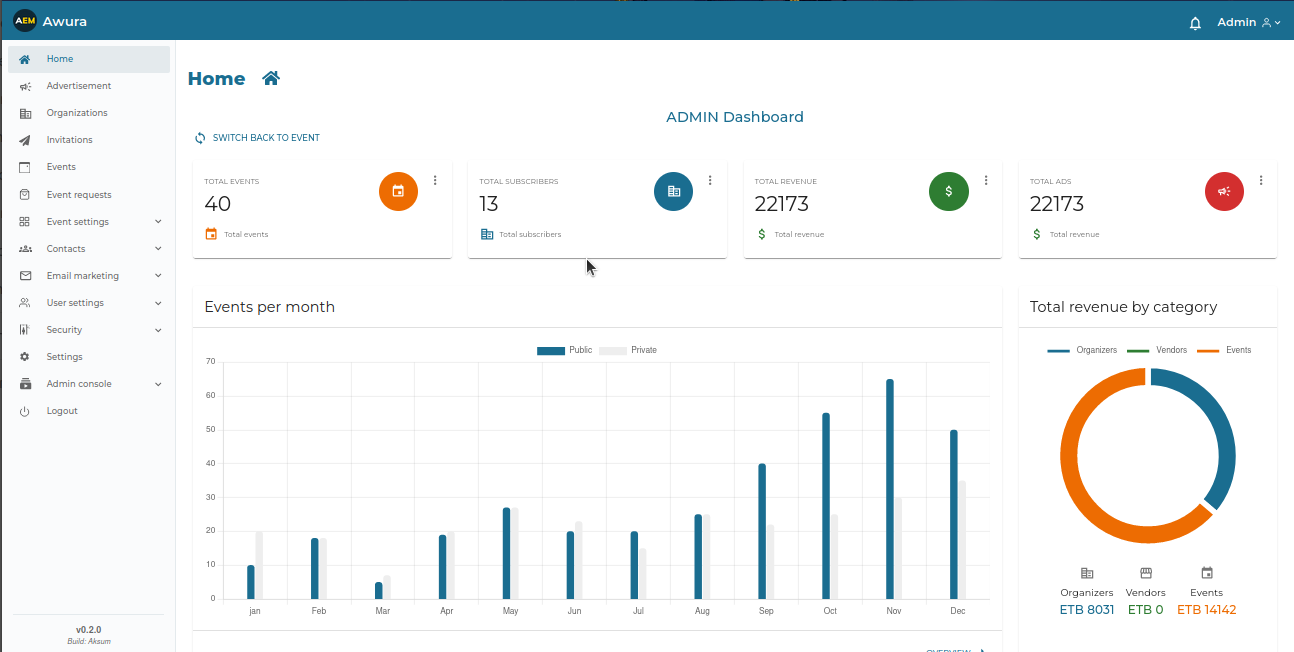 AEM Awura
Admin
Home
Advertisement
Organizations
Invitations
Events
Event requests
Event settings
Contacts
Email marketing
User settings
Security
Settings
Admin console
Logout
v0.2.0
Build: Aksum
Home
ADMIN Dashboard
SWITCH BACK TO EVENT
TOTAL EVENTS
40
Total events
TOTAL SUBSCRIBERS
13
Total subscribers
TOTAL REVENUE
22173
$ Total revenue
TOTAL ADS
22173
$ Total revenue
Events per month
Public Private
70
60
50
40
30
20
10
0
jan Feb Mar Apr May Jun Jul Aug Sep Oct Nov Dec
OVERVIEW
Total revenue by category
Organizers Vendors Events
Organizers Vendors Events
ETB 8031 ETB 0 ETB 14142